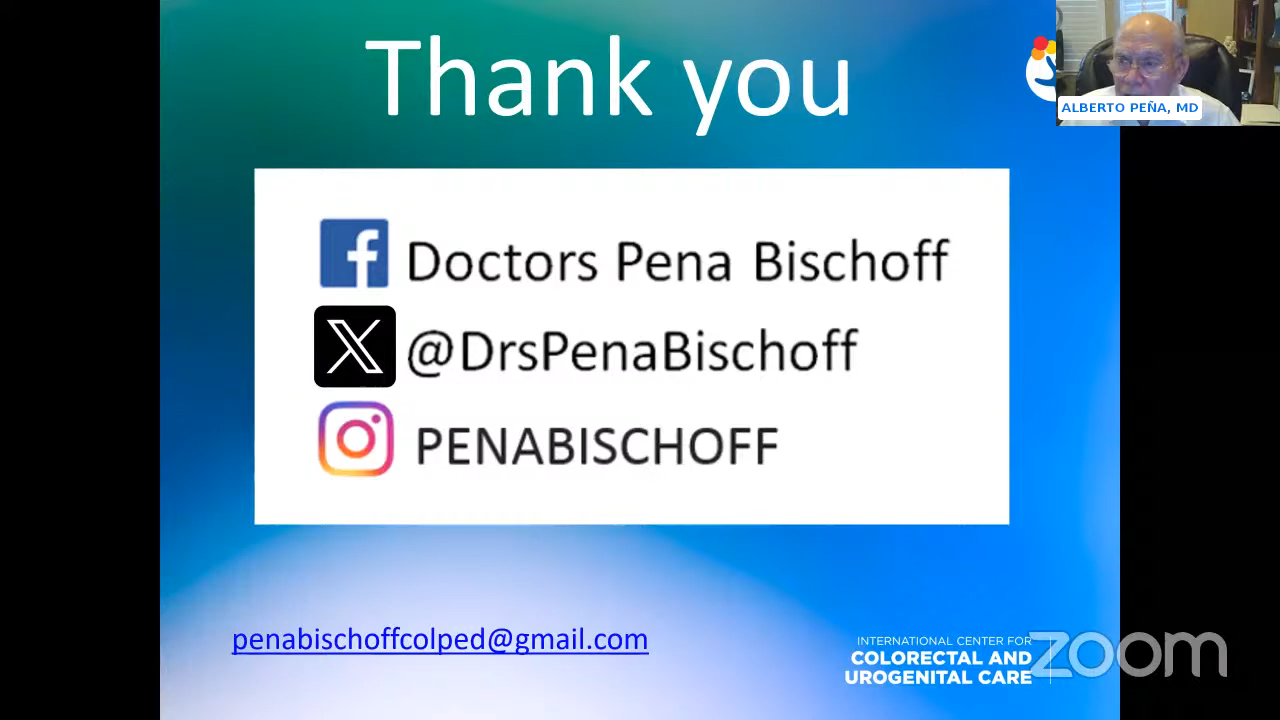 Thank you
ALBERTO PEÑA, MD
Doctors Pena Bischoff
@DrsPenaBischoff
PENABISCHOFF
penabischoffcolped@gmail.com
INTERNATIONAL CENTER FOR
COLORECTAL AND
UROGENITAL CARE
zoom